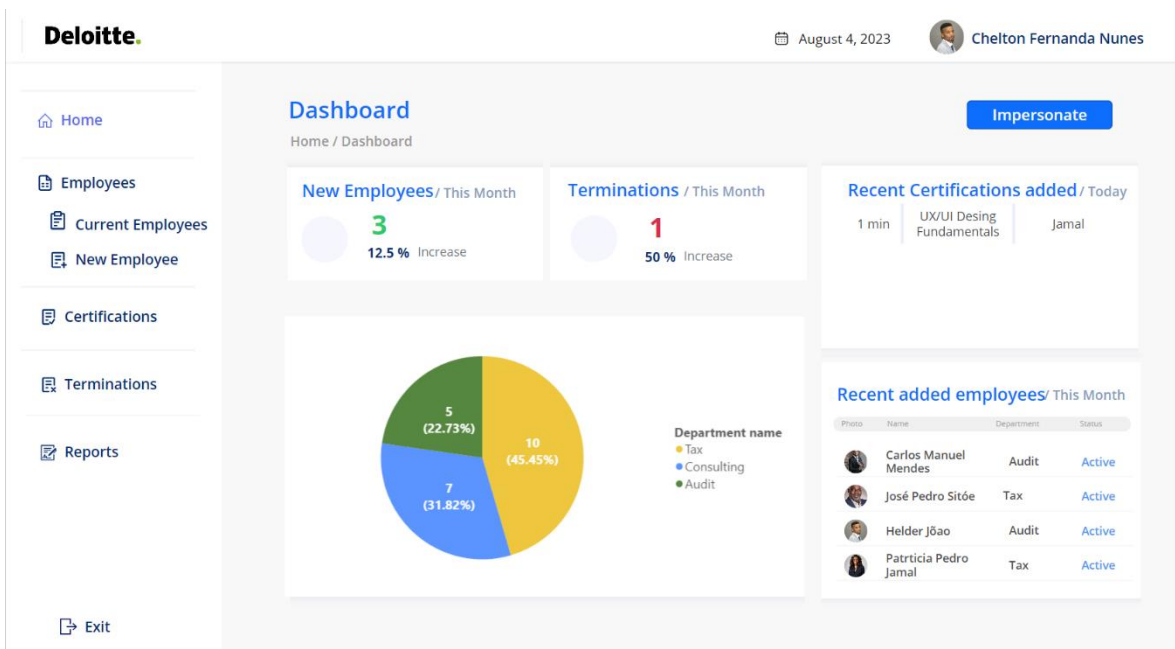 Deloitte.
August 4, 2023
Chelton Fernanda Nunes
Home
Employees
Current Employees
New Employee
Certifications
Terminations
Reports
Exit
Dashboard
Home / Dashboard
Impersonate
New Employees/ This Month
3
12.5 % Increase
Terminations / This Month
1
50 % Increase
Recent Certifications added / Today
1 min
UX/UI Desing
Fundamentals
Jamal
5
(22.73%)
10
(45.45%)
7
(31.82%)
Department name
Tax
Consulting
Audit
Recent added employees/ This Month
Photo Name Department Status
Carlos Manuel
Mendes
Audit Active
José Pedro Sitóe Tax Active
Helder Jõao Audit Active
Patrticia Pedro
Jamal
Tax Active